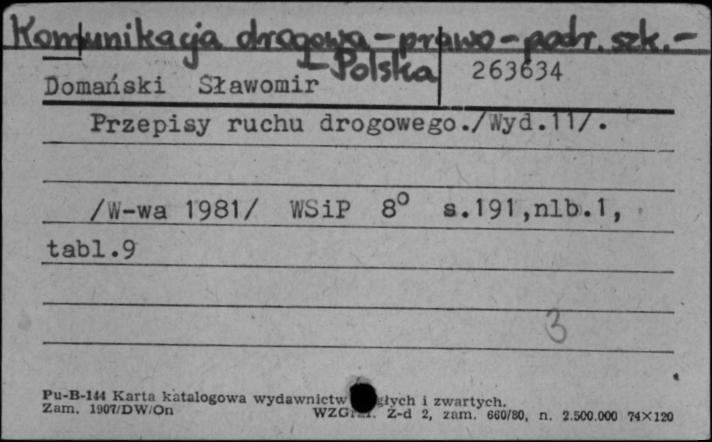 Komunikacja drogowa - prawo - podr. szk. -
- Polska
263634
Domański Sławomir
Przepisy ruchu drogowego./Wyd.11/.
/W-wa 1981/ WSiP 8° s.191,nlb.1,
tabl.9
3
Pu-B-144 Karta katalogowa wydawnictw i zwartych.
Zam. 1907/DW/On Z-d 2, zam. 660/80, n. 2.500.000 74×120